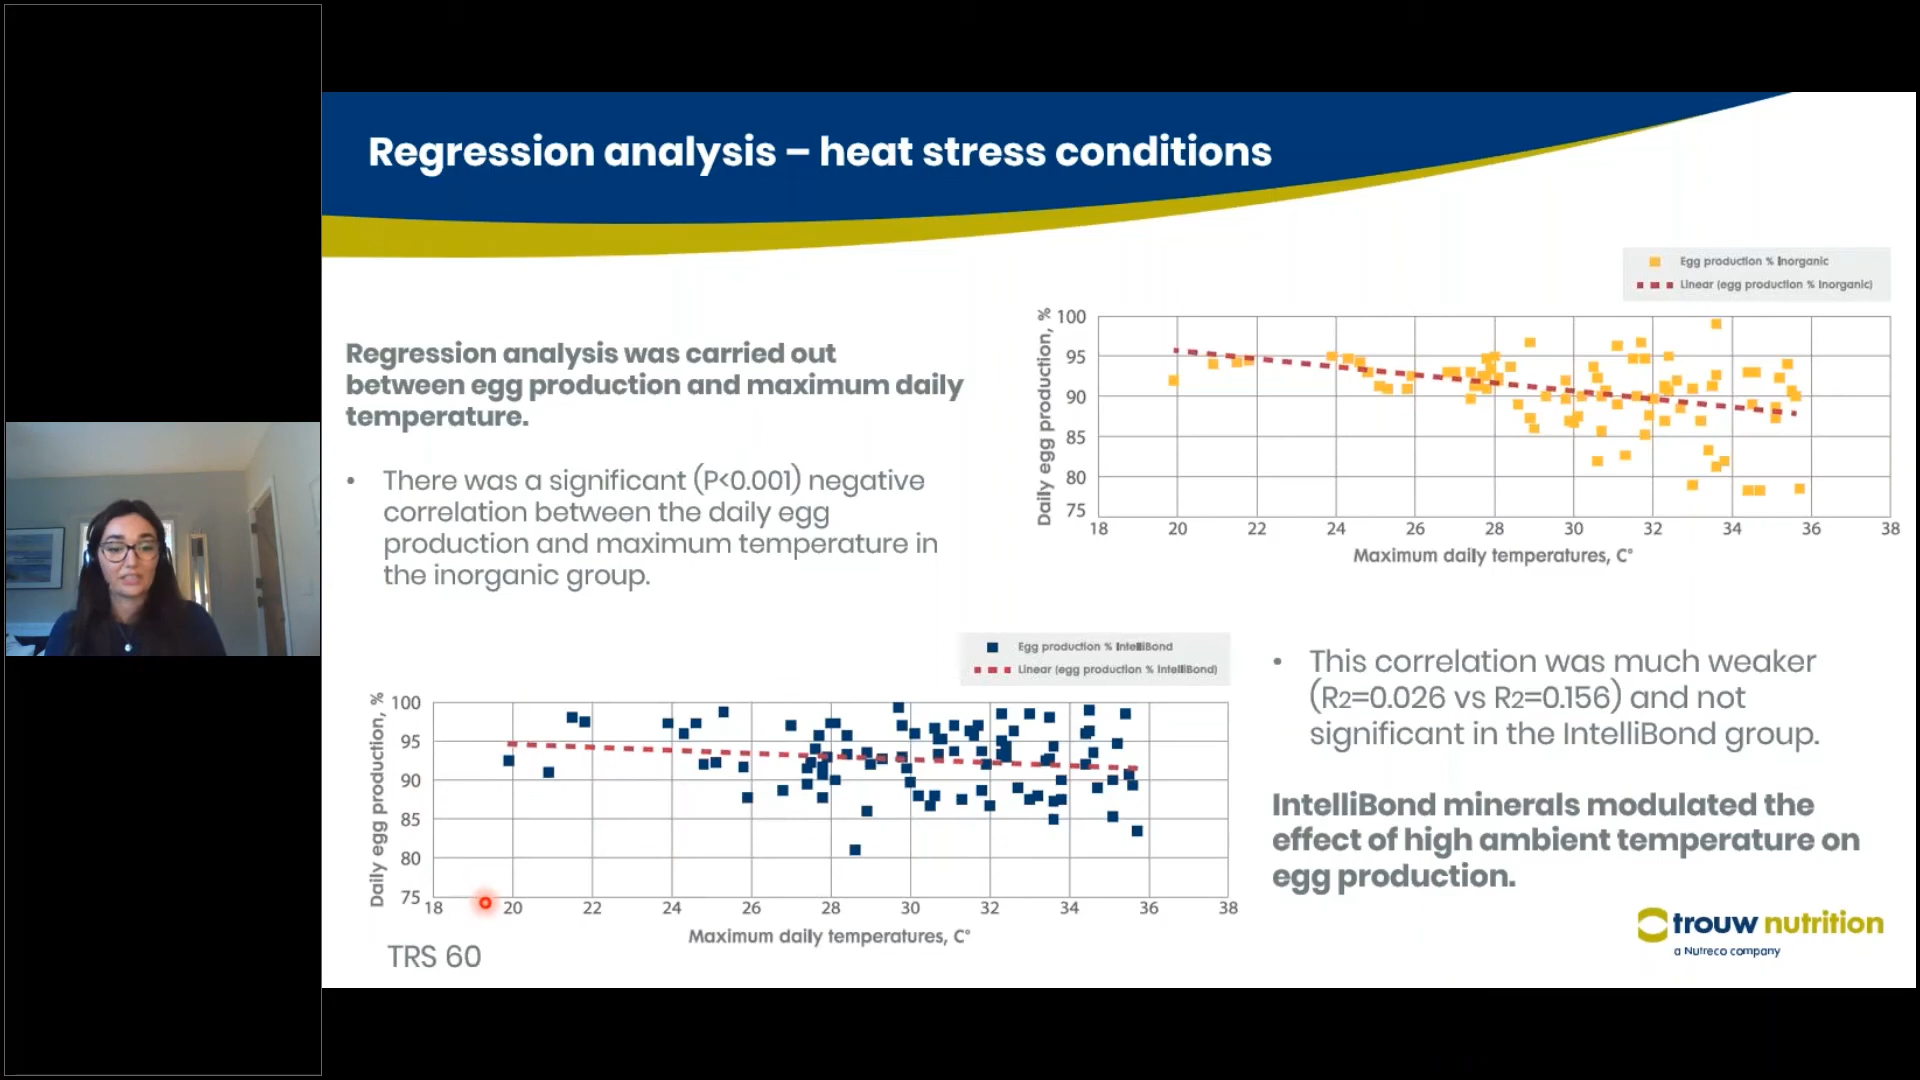 Regression analysis – heat stress conditions
Regression analysis was carried out
between egg production and maximum daily
temperature.
• There was a significant (P<0.001) negative
correlation between the daily egg
production and maximum temperature in
the inorganic group.
Egg production % Inorganic
Linear (egg production % Inorganic)
Daily egg production, %
100
95
90
85
80
75
18 20 22 24 26 28 30 32 34 36 38
Maximum daily temperatures, C°
Egg production % IntelliBond
Linear (egg production % IntelliBond)
Daily egg production, %
100
95
90
85
80
75
18 20 22 24 26 28 30 32 34 36 38
Maximum daily temperatures, C°
TRS 60
• This correlation was much weaker
(R2=0.026 vs R2=0.156) and not
significant in the IntelliBond group.
IntelliBond minerals modulated the
effect of high ambient temperature on
egg production.
trouw nutrition
a Nutreco company